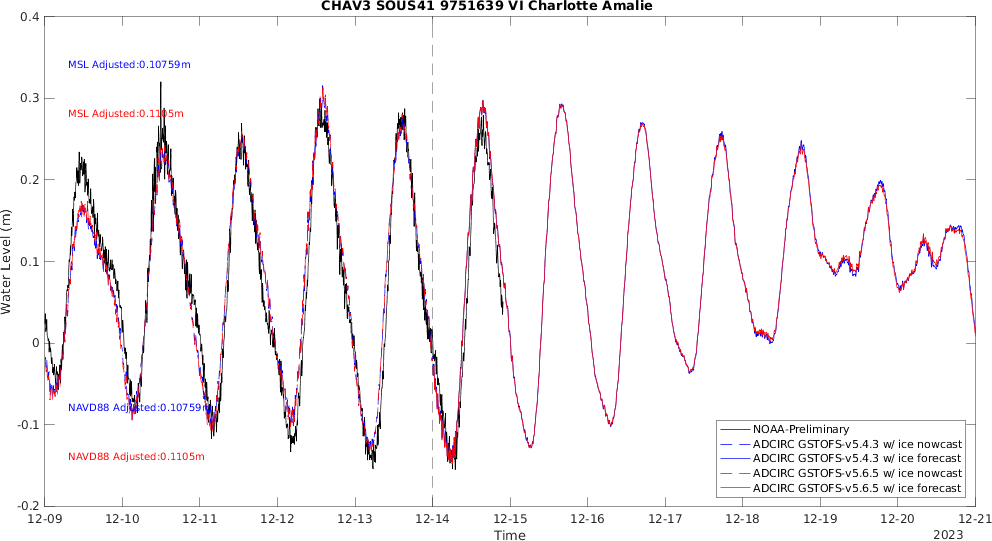 CHAV3 SOUS41 9751639 VI Charlotte Amalie
0.4
MSL Adjusted:0.10759m
0.3
MSL Adjusted:0.1105m
0.2
Water Level (m)
0.1
0
NAVD88 Adjusted:0.10759m
-0.1
NAVD88 Adjusted:0.1105m
-0.2
NOAA-Preliminary
ADCIRC GSTOFS-v5.4.3 w/ ice nowcast
ADCIRC GSTOFS-v5.4.3 w/ ice forecast
ADCIRC GSTOFS-v5.6.5 w/ ice nowcast
ADCIRC GSTOFS-v5.6.5 w/ ice forecast
12-09 12-10 12-11 12-12 12-13 12-14 12-15 12-16 12-17 12-18 12-19 12-20 12-21
Time
2023